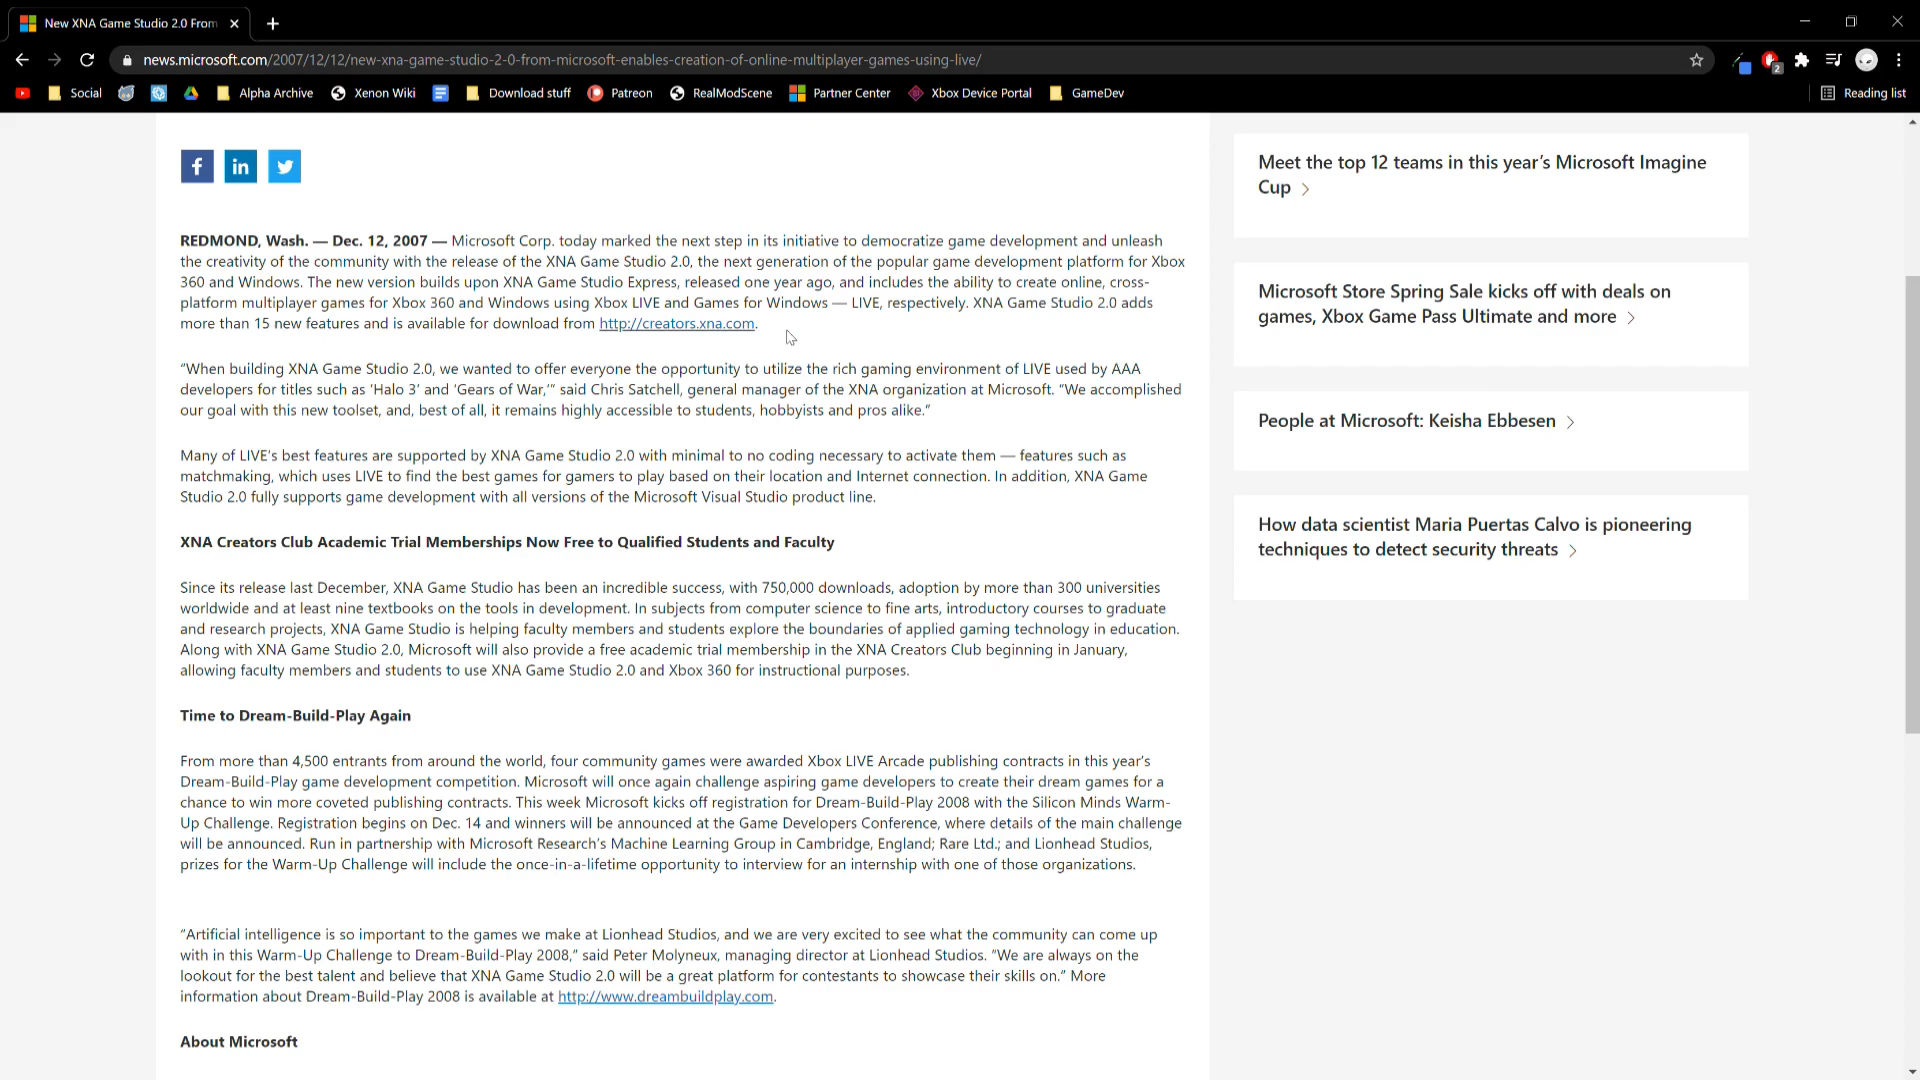 New XNA Game Studio 2.0 From
news.microsoft.com/2007/12/12/new-xna-game-studio-2-0-from-microsoft-enables-creation-of-online-multiplayer-games-using-live/
2
Social
Alpha Archive
Xenon Wiki
Download stuff
Patreon
RealModScene
Partner Center
Xbox Device Portal
GameDev
Reading list
REDMOND, Wash. — Dec. 12, 2007 — Microsoft Corp. today marked the next step in its initiative to democratize game development and unleash
the creativity of the community with the release of the XNA Game Studio 2.0, the next generation of the popular game development platform for Xbox
360 and Windows. The new version builds upon XNA Game Studio Express, released one year ago, and includes the ability to create online, cross-
platform multiplayer games for Xbox 360 and Windows using Xbox LIVE and Games for Windows — LIVE, respectively. XNA Game Studio 2.0 adds
more than 15 new features and is available for download from http://creators.xna.com.
“When building XNA Game Studio 2.0, we wanted to offer everyone the opportunity to utilize the rich gaming environment of LIVE used by AAA
developers for titles such as ‘Halo 3’ and ‘Gears of War,’” said Chris Satchell, general manager of the XNA organization at Microsoft. “We accomplished
our goal with this new toolset, and, best of all, it remains highly accessible to students, hobbyists and pros alike.”
Many of LIVE’s best features are supported by XNA Game Studio 2.0 with minimal to no coding necessary to activate them — features such as
matchmaking, which uses LIVE to find the best games for gamers to play based on their location and Internet connection. In addition, XNA Game
Studio 2.0 fully supports game development with all versions of the Microsoft Visual Studio product line.
XNA Creators Club Academic Trial Memberships Now Free to Qualified Students and Faculty
Since its release last December, XNA Game Studio has been an incredible success, with 750,000 downloads, adoption by more than 300 universities
worldwide and at least nine textbooks on the tools in development. In subjects from computer science to fine arts, introductory courses to graduate
and research projects, XNA Game Studio is helping faculty members and students explore the boundaries of applied gaming technology in education.
Along with XNA Game Studio 2.0, Microsoft will also provide a free academic trial membership in the XNA Creators Club beginning in January,
allowing faculty members and students to use XNA Game Studio 2.0 and Xbox 360 for instructional purposes.
Time to Dream-Build-Play Again
From more than 4,500 entrants from around the world, four community games were awarded Xbox LIVE Arcade publishing contracts in this year’s
Dream-Build-Play game development competition. Microsoft will once again challenge aspiring game developers to create their dream games for a
chance to win more coveted publishing contracts. This week Microsoft kicks off registration for Dream-Build-Play 2008 with the Silicon Minds Warm-
Up Challenge. Registration begins on Dec. 14 and winners will be announced at the Game Developers Conference, where details of the main challenge
will be announced. Run in partnership with Microsoft Research’s Machine Learning Group in Cambridge, England; Rare Ltd.; and Lionhead Studios,
prizes for the Warm-Up Challenge will include the once-in-a-lifetime opportunity to interview for an internship with one of those organizations.
“Artificial intelligence is so important to the games we make at Lionhead Studios, and we are very excited to see what the community can come up
with in this Warm-Up Challenge to Dream-Build-Play 2008,” said Peter Molyneux, managing director at Lionhead Studios. “We are always on the
lookout for the best talent and believe that XNA Game Studio 2.0 will be a great platform for contestants to showcase their skills on.” More
information about Dream-Build-Play 2008 is available at http://www.dreambuildplay.com.
About Microsoft
Meet the top 12 teams in this year’s Microsoft Imagine
Cup
Microsoft Store Spring Sale kicks off with deals on
games, Xbox Game Pass Ultimate and more
People at Microsoft: Keisha Ebbesen
How data scientist Maria Puertas Calvo is pioneering
techniques to detect security threats